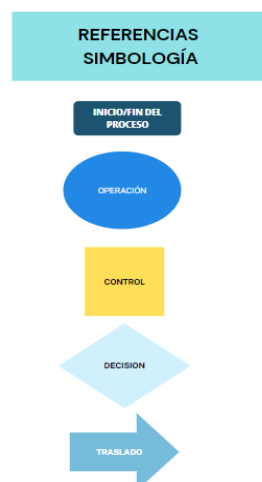 REFERENCIAS
SIMBOLOGÍA
INICIO/FIN DEL
PROCESO
OPERACIÓN
CONTROL
DECISION
TRASLADO